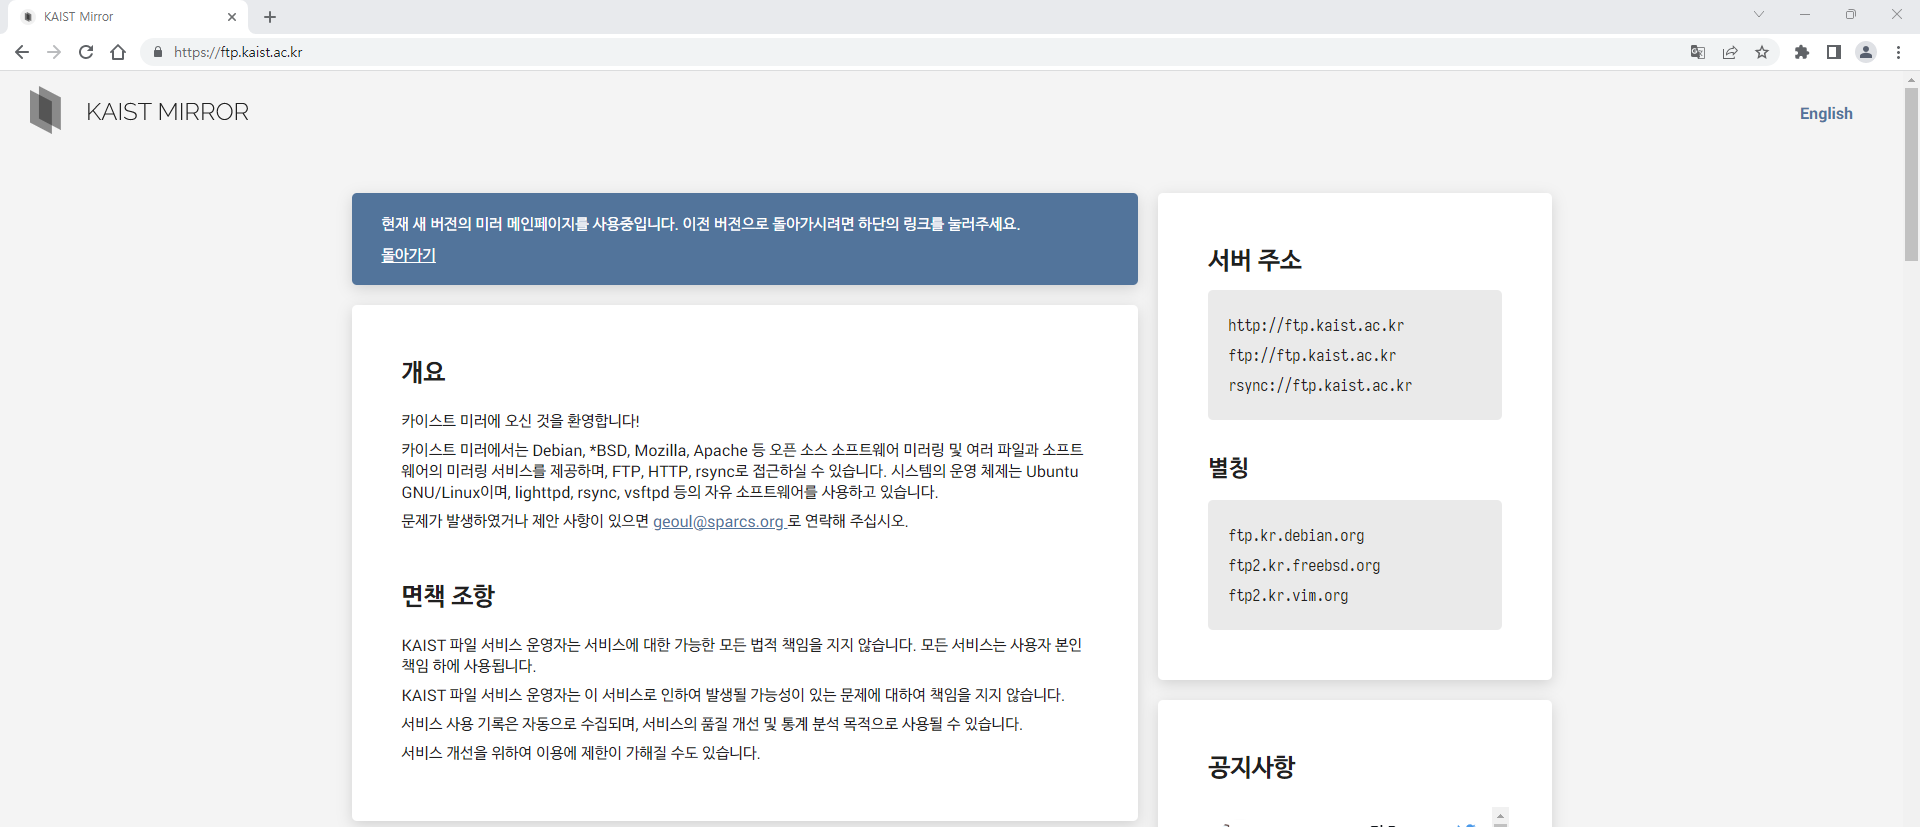 KAIST Mirror
https://ftp.kaist.ac.kr
KAIST MIRROR
English
현재 새 버전의 미러 메인페이지를 사용중입니다. 이전 버전으로 돌아가시려면 하단의 링크를 눌러주세요.
돌아가기
개요
카이스트 미러에 오신 것을 환영합니다!
카이스트 미러에서는 Debian, *BSD, Mozilla, Apache 등 오픈 소스 소프트웨어 미러링 및 여러 파일과 소프트
웨어의 미러링 서비스를 제공하며, FTP, HTTP, rsync로 접근하실 수 있습니다. 시스템의 운영 체제는 Ubuntu
GNU/Linux이며, lighttpd, rsync, vsftpd 등의 자유 소프트웨어를 사용하고 있습니다.
문제가 발생하였거나 제안 사항이 있으면 geoul@sparcs.org 로 연락해 주십시오.
면책 조항
KAIST 파일 서비스 운영자는 서비스에 대한 가능한 모든 법적 책임을 지지 않습니다. 모든 서비스는 사용자 본인
책임 하에 사용됩니다.
KAIST 파일 서비스 운영자는 이 서비스로 인하여 발생될 가능성이 있는 문제에 대하여 책임을 지지 않습니다.
서비스 사용 기록은 자동으로 수집되며, 서비스의 품질 개선 및 통계 분석 목적으로 사용될 수 있습니다.
서비스 개선을 위하여 이용에 제한이 가해질 수도 있습니다.
서버 주소
http://ftp.kaist.ac.kr
ftp://ftp.kaist.ac.kr
rsync://ftp.kaist.ac.kr
별칭
ftp.kr.debian.org
ftp2.kr.freebsd.org
ftp2.kr.vim.org
공지사항